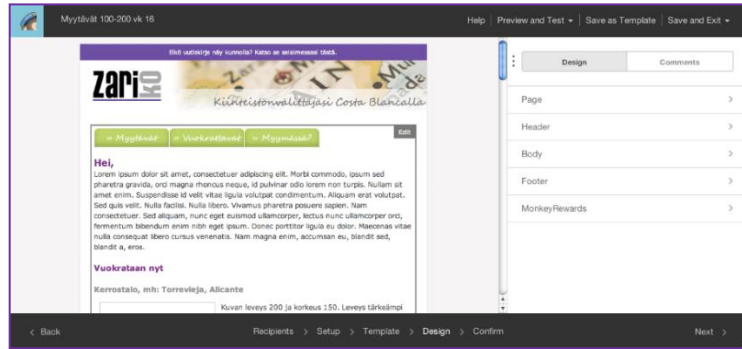 Myytävät 100-200 vk 16
Help Preview and Test Save as Template Save and Exit
Eikö uutiskirje näy kunnolla? Katso se selaimessasi tästä.
zariko
Kiinteistönvälittäjäsi Costa Blancalla
» Myytävät » Vuokrattavat » Myymässä?
Edit
Hei,
Lorem ipsum dolor sit amet, consectetuer adipiscing elit. Morbi commodo, ipsum sed
pharetra gravida, orci magna rhoncus neque, id pulvinar odio lorem non turpis. Nullam sit
amet enim. Suspendisse id velit vitae ligula volutpat condimentum. Aliquam erat volutpat.
Sed quis velit. Nulla facilisi. Nulla libero. Vivamus pharetra posuere sapien. Nam
consectetuer. Sed aliquam, nunc eget euismod ullamcorper, lectus nunc ullamcorper orci,
fermentum bibendum enim nibh eget ipsum. Donec porttitor ligula eu dolor. Maecenas vitae
nulla consequat libero cursus venenatis. Nam magna enim, accumsan eu, blandit sed,
blandit a, eros.
Vuokrataan nyt
Kerrostalo, mh: Torrevieja, Alicante
Kuvan leveys 200 ja korkeus 150. Leveys tärkeämpi
Design Comments
Page
Header
Body
Footer
MonkeyRewards
< Back
Recipients > Setup > Template > Design > Confirm
Next >